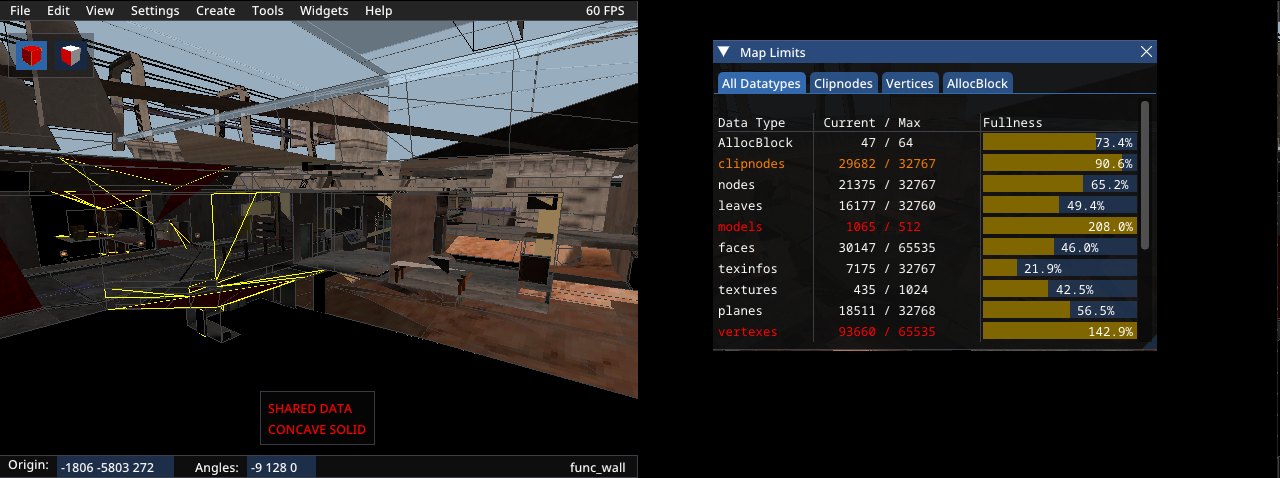 File Edit View Settings Create Tools Widgets Help 60 FPS
SHARED DATA
CONCAVE SOLID
Origin: -1806 -5803 272 Angles: -9 128 0 func_wall
Map Limits
All Datatypes Clipnodes Vertices AllocBlock
Data Type Current / Max Fullness
AllocBlock 47 / 64 73.4%
clipnodes 29682 / 32767 90.6%
nodes 21375 / 32767 65.2%
leaves 16177 / 32760 49.4%
models 1065 / 512 208.0%
faces 30147 / 65535 46.0%
texinfos 7175 / 32767 21.9%
textures 435 / 1024 42.5%
planes 18511 / 32768 56.5%
vertexes 93660 / 65535 142.9%